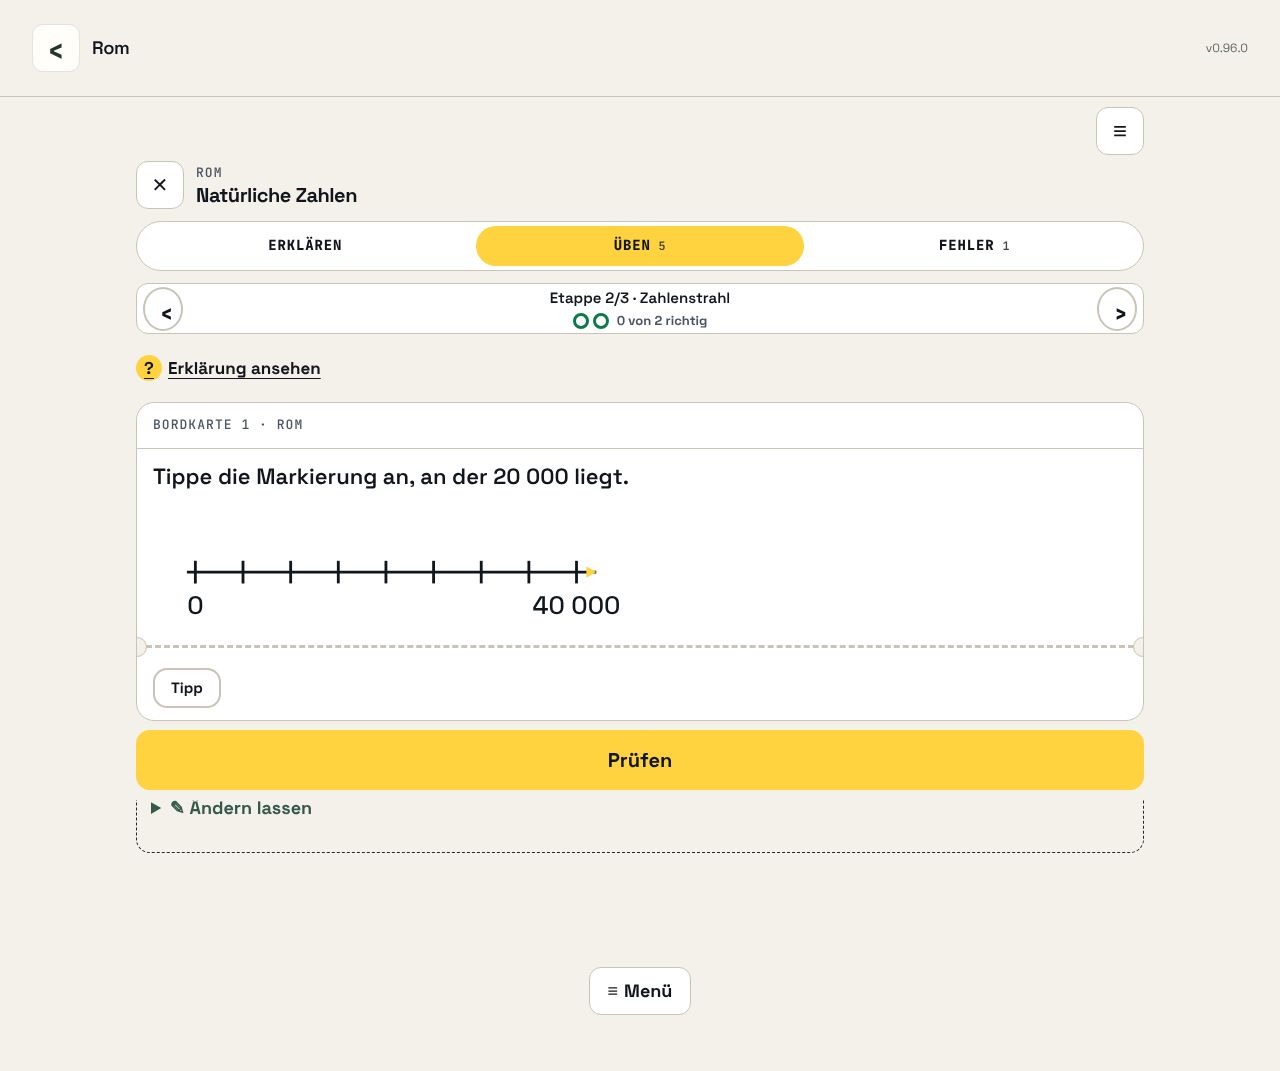 < Rom
v0.96.0
≡
✕ ROM
Natürliche Zahlen
ERKLÄREN ÜBEN 5 FEHLER 1
< Etappe 2/3 · Zahlenstrahl >
0 von 2 richtig
? Erklärung ansehen
BORDKARTE 1 · ROM
Tippe die Markierung an, an der 20 000 liegt.
0 40 000
Tipp
Prüfen
▶ ✎ Ändern lassen
≡ Menü